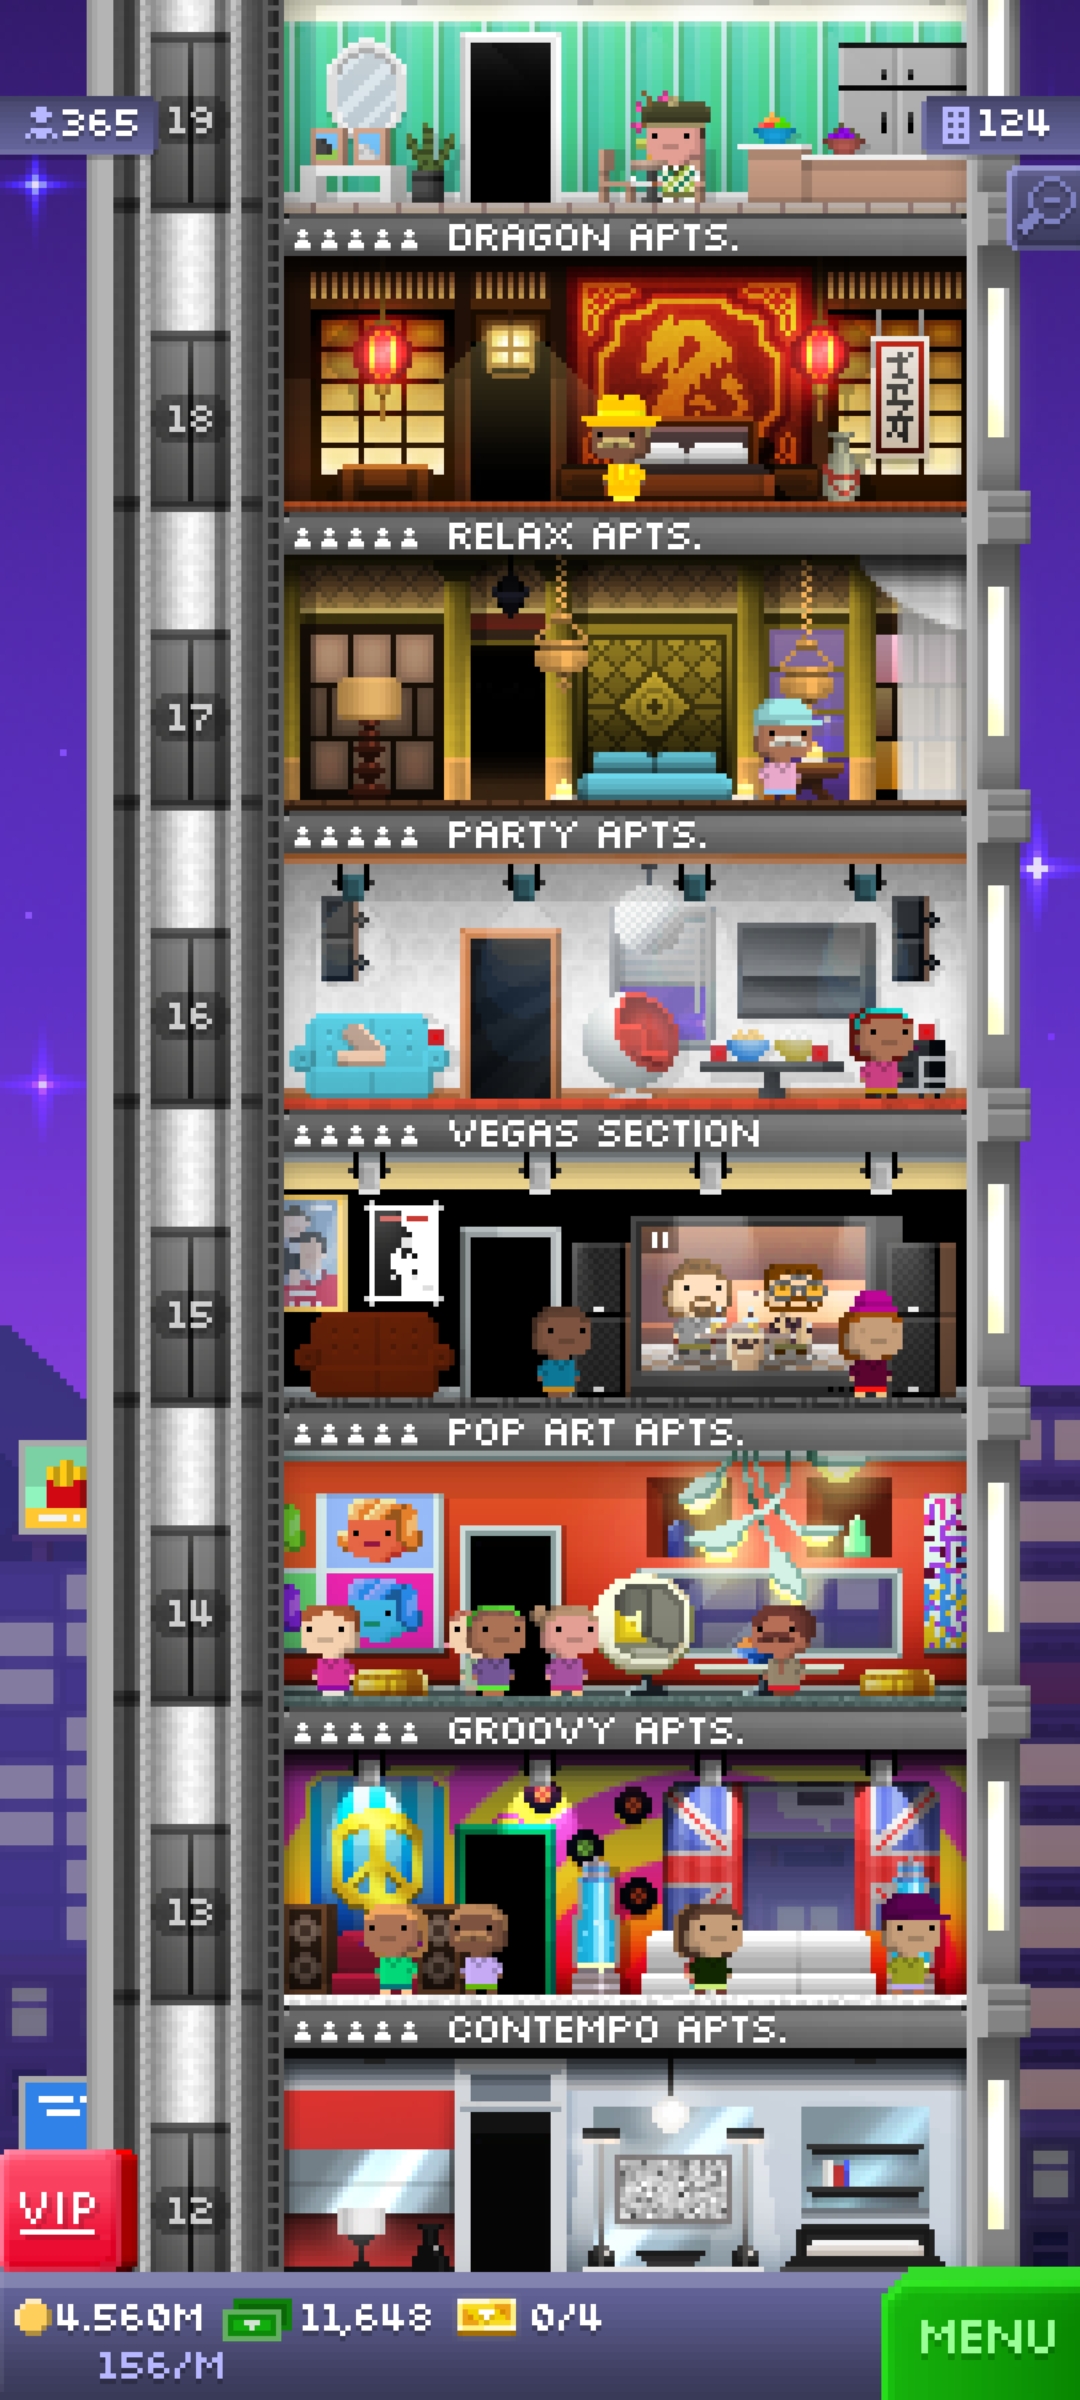 365
19
124
DRAGON APTS.
18
RELAX APTS.
17
PARTY APTS.
16
VEGAS SECTION
15
POP ART APTS.
14
GROOVY APTS.
13
CONTEMPO APTS.
VIP
12
4.560M 11,648 0/4
156/M
MENU